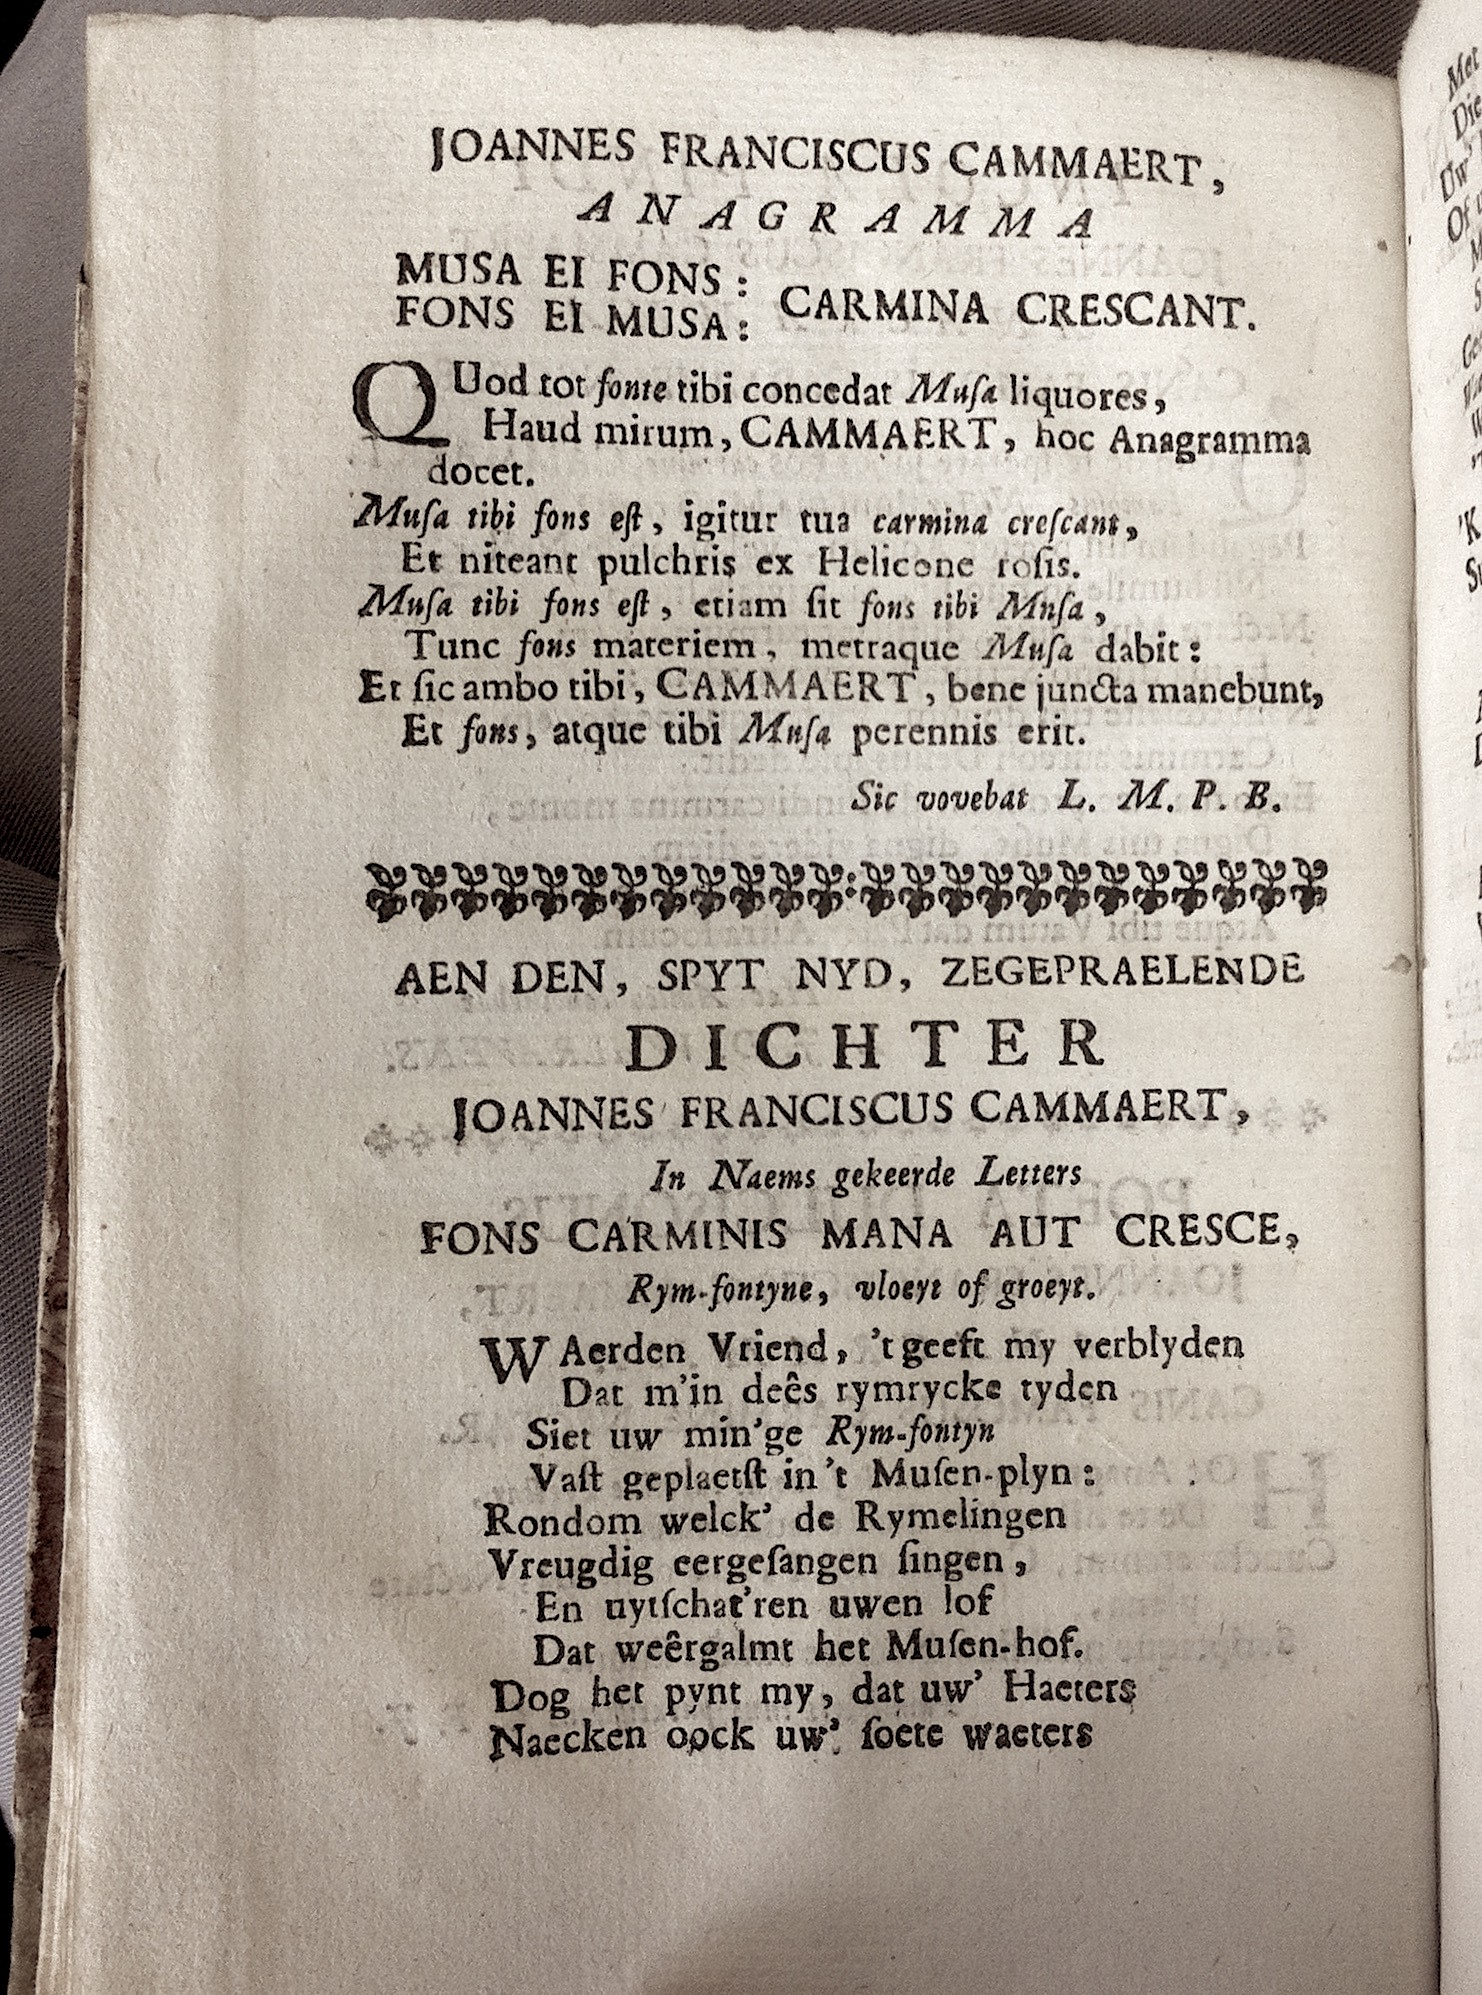 JOANNES FRANCISCUS CAMMAERT,
ANAGRAMMA
MUSA EI FONS :
FONS EI MUSA : CARMINA CRESCANT.
QUod tot fonte tibi concedat Muſa liquores,
Haud mirum, CAMMAERT, hoc Anagramma
docet.
Muſa tibi fons eſt, igitur tua carmina creſcant,
Et niteant pulchris ex Helicone roſis.
Muſa tibi fons eſt, etiam ſit fons tibi Muſa,
Tunc fons materiem, metraque Muſa dabit :
Et ſic ambo tibi, CAMMAERT, bene juncta manebunt,
Et fons, atque tibi Muſa perennis erit.
Sic vovebat L. M. P. B.
AEN DEN, SPYT NYD, ZEGEPRAELENDE
DICHTER
JOANNES FRANCISCUS CAMMAERT,
In Naems gekeerde Letters
FONS CARMINIS MANA AUT CRESCE,
Rym-fontyne, vloeyt of groeyt.
WAerden Vriend, 't geeft my verblyden
Dat m'in deês rymrycke tyden
Siet uw min'ge Rym-fontyn
Vaſt geplaetſt in 't Muſen-plyn :
Rondom welck' de Rymelingen
Vreugdig eergeſangen ſingen,
En uytſchat'ren uwen lof
Dat weêrgalmt het Muſen-hof.
Dog het pynt my, dat uw' Haeters
Naecken oock uw' ſoete waeters